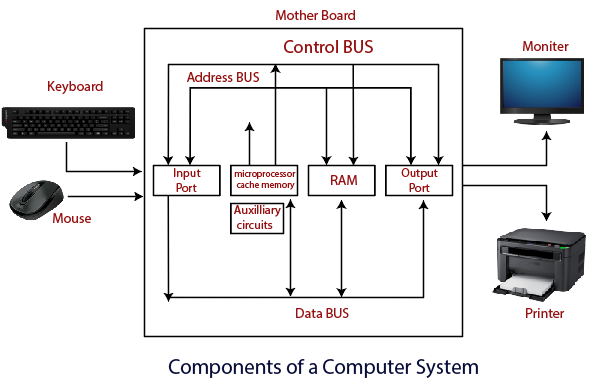 Mother Board
Control BUS
Moniter
Keyboard
Address BUS
Input
Port
microprocessor
cache memory
RAM
Output
Port
Mouse
Auxilliary
circuits
Data BUS
Printer
Components of a Computer System